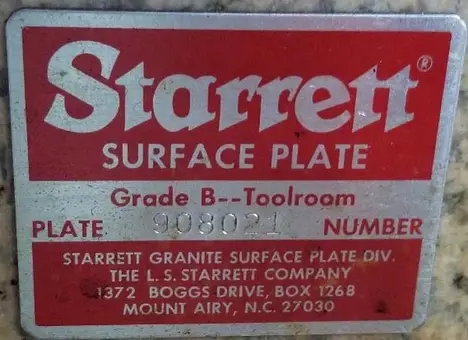 Starrett®
SURFACE PLATE
Grade B--Toolroom
PLATE 908021 NUMBER
STARRETT GRANITE SURFACE PLATE DIV.
THE L.S. STARRETT COMPANY
1372 BOGGS DRIVE, BOX 1268
MOUNT AIRY, N.C. 27030